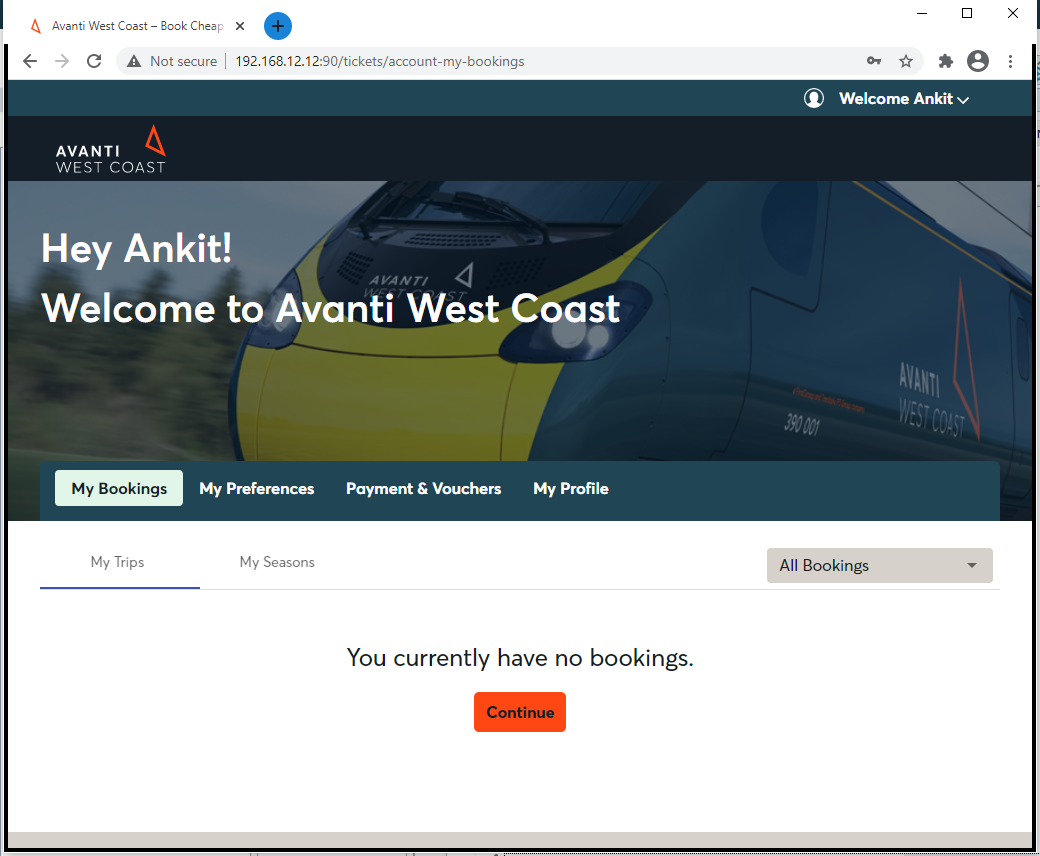 Avanti West Coast – Book Cheap
Not secure
192.168.12.12:90/tickets/account-my-bookings
Welcome Ankit
AVANTI
WEST COAST
Hey Ankit!
Welcome to Avanti West Coast
AVANTI
WEST COAST
AVANTI
WEST COAST
390 001
My Bookings
My Preferences
Payment & Vouchers
My Profile
My Trips
My Seasons
All Bookings
You currently have no bookings.
Continue